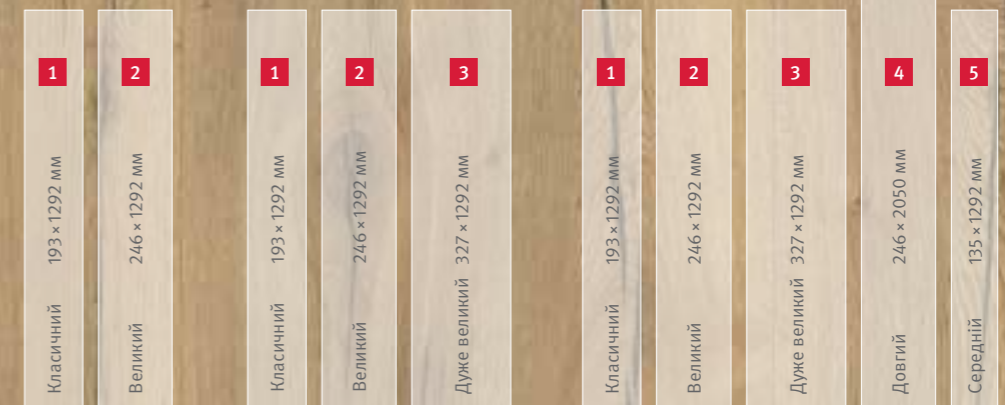 1
Класичний 193 × 1292 мм
2
Великий 246 × 1292 мм
1
Класичний 193 × 1292 мм
2
Великий 246 × 1292 мм
3
Дуже великий 327 × 1292 мм
1
Класичний 193 × 1292 мм
2
Великий 246 × 1292 мм
3
Дуже великий 327 × 1292 мм
4
Довгий 246 × 2050 мм
5
Середній 135 × 1292 мм